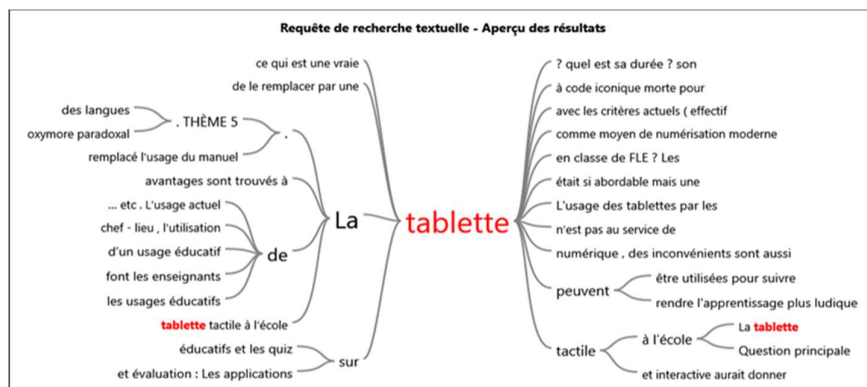 Requête de recherche textuelle - Aperçu des résultats
ce qui est une vraie
de le remplacer par une
des langues
oxymore paradoxal
. THÈME 5
remplacé l'usage du manuel
.
avantages sont trouvés à
... etc . L'usage actuel
chef - lieu , l'utilisation
d'un usage éducatif
font les enseignants
les usages éducatifs
de
tablette tactile à l'école
La
éducatifs et les quiz
et évaluation : Les applications
sur
tablette
? quel est sa durée ? son
à code iconique morte pour
avec les critères actuels ( effectif
comme moyen de numérisation moderne
en classe de FLE ? Les
était si abordable mais une
L'usage des tablettes par les
n'est pas au service de
numérique , des inconvénients sont aussi
peuvent
être utilisées pour suivre
rendre l'apprentissage plus ludique
tactile
à l'école
La tablette
Question principale
et interactive aurait donner